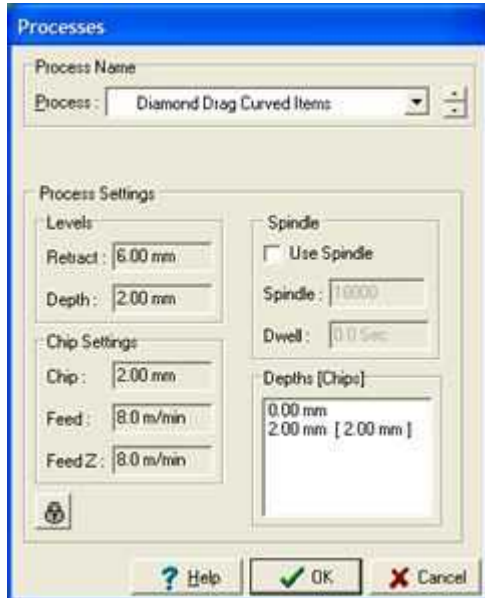 Processes
Process Name
Process : Diamond Drag Curved Items
Process Settings
Levels
Retract : 6.00 mm
Depth : 2.00 mm
Chip Settings
Chip : 2.00 mm
Feed : 8.0 m/min
Feed Z : 8.0 m/min
Spindle
Use Spindle
Spindle : 10000
Dwell : 0.0 Sec
Depths [Chips]
0.00 mm
2.00 mm [ 2.00 mm ]
? Help
OK
Cancel